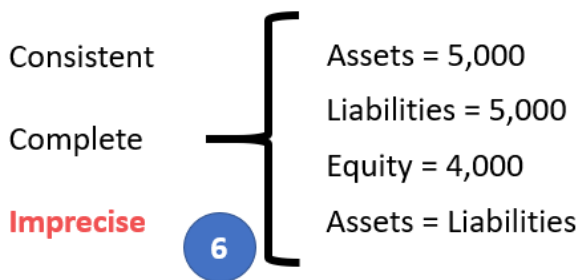 Consistent
Complete
Imprecise
6
Assets = 5,000
Liabilities = 5,000
Equity = 4,000
Assets = Liabilities